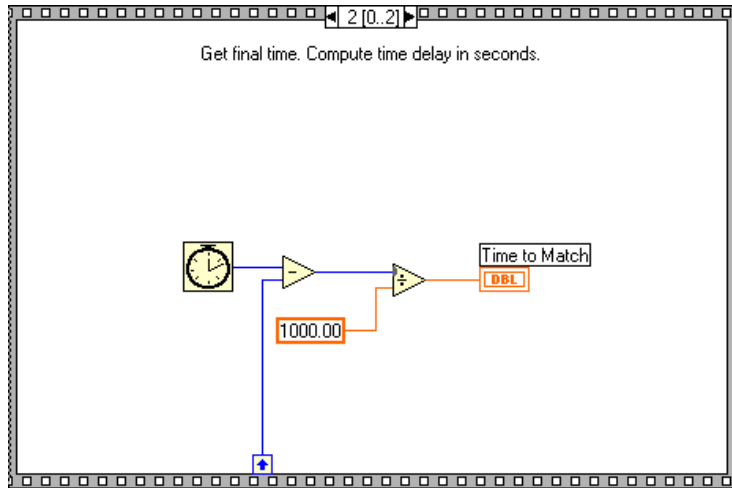 2 [0..2]
Get final time. Compute time delay in seconds.
Time to Match
DBL
1000.00